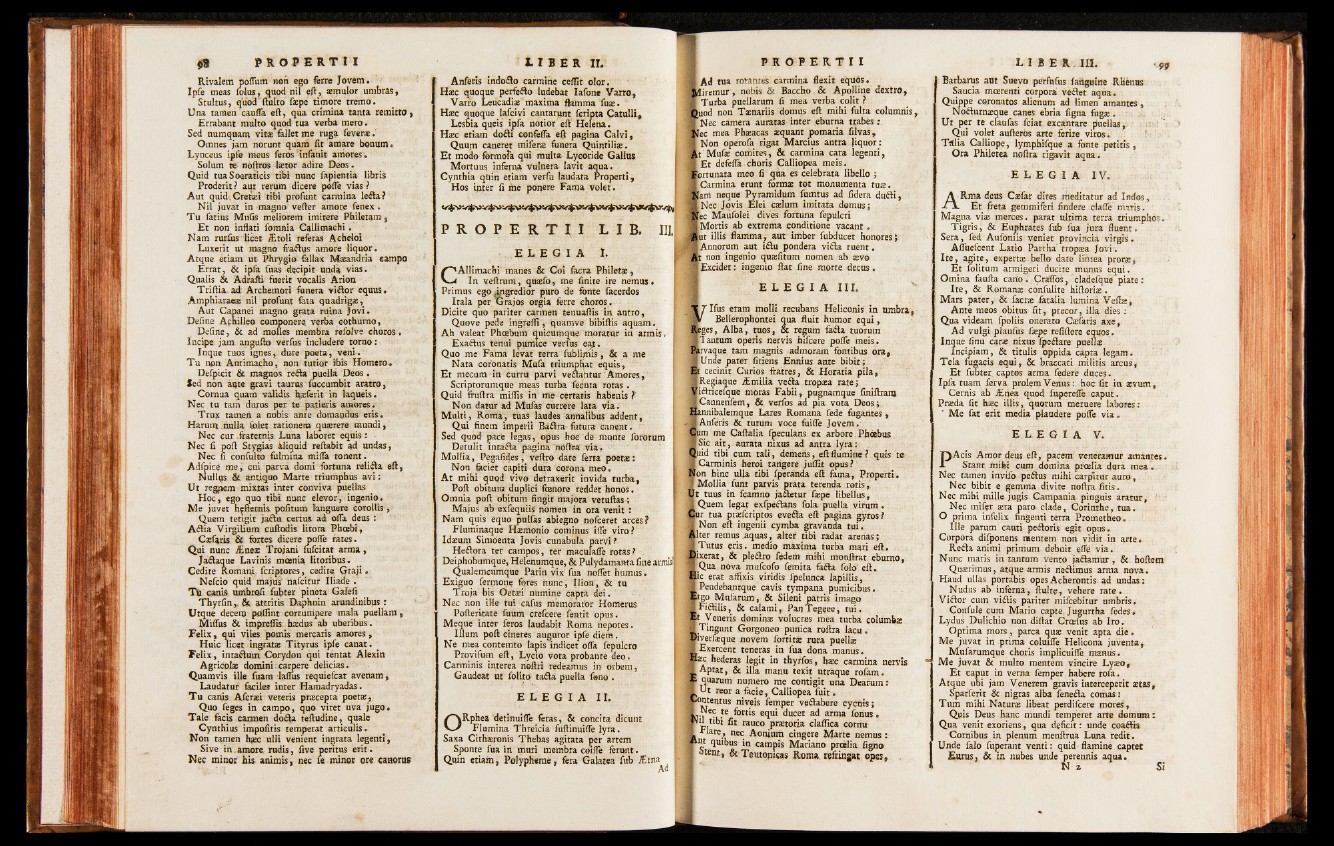 98 PROPERTII
Rivalem possum non ego ferre Jovem.
Ipse meas solus, quod nil est, æmulor umbras,
Stultus, quod stulto sæpe timore tremo.
Una tamen caussa est, qua crimina tanta remitto,
Errabant multo quod tua verba mero.
Sed numquam vitæ fallet me ruga severæ.
Omnes jam norunt quam sit amare bonum.
Lynceus ipse meus seros insanit amores.
Solum te nostros lætor adire Deos.
Quid tua Socraticis tibi nunc sapientia libris
Proderit? aut rerum dicere posse vias?
Aut quid Cretæi tibi profunt carmina lecta?
Nil juvat in magno vester amore senex.
Tu satius Musis meliorem imitere Philetam,
Et non inflati somnia Callimachi.
Nam rursus licet Ætoli referas Acheloi
Luxerit ut magno fractus amore liquor.
Atque etiam ut Phrygio fallax Mæandria campo
Errat, & ipsa suas decipit unda vias.
Qualis & Adrasti fuerit vocalis Arion
Tristia ad Archemori funera victor equus.
Amphiaraeæ nil profunt fata quadrigæ,
Aut Capanei magno grata ruina Jovi.
Desine Æschyleo componere verba cothurno,
Desine, & ad molles membra resolve choros.
Incipe jam angusto versus includere torno:
Inque tuos ignes, dure poeta, veni.
Tu non Antimacho, non tutior ibis Homero.
Despicit & magnos recta puella Deos.
Sed non ante gravi taurus succumbit aratro,
Cornua quam validis hæserit in laqueis.
Nec tu tam duros per te patieris amores.
Trux tamen a nobis ante domandus eris.
Harum nulla solet rationem quærere mundi,
Nec cur fraternis Luna laboret equis:
Nec si post Stygias aliquid restabit ad undas,
Nec si consulto fulmina missa tonent.
Adspice me, cui parva domi fortuna relicta est,
Nullus & antiquo Marte triumphus avi:
Ut regnem mixtas inter conviva puellas
Hoc, ego quo tibi nunc elevor, ingenio.
Me juvet hesternis positum languere corollis,
Quem tetigit jactu certus ad ossa deus:
Actia Virgilium custodis litora Phœbi,
Cæsaris & fortes dicere posse rates.
Qui nunc Æneæ Trojani suscitat arma,
Jactaque Lavinis mœnia litoribus.
Cedite Romani scriptores, cedite Graji.
Nescio quid majus nascitur Iliade.
Tu canis umbrosi subter pineta Galesi
Thyrsin, & attritis Daphnin arundinibus:
Utque decem possint corrumpere mala puellam,
Missus & impressis hædus ab uberibus.
Felix, qui viles pomis mercaris amores,
Huic licet ingratæ Tityrus ipse canat.
Felix, intactum Corydon qui tentat Alexin
Agricolæ domini carpere delicias.
Quamvis ille suam lassus requiescat avenam,
Laudatur faciles inter Hamadryadas.
Tu canis Ascræi veteris præcepta poetæ,
Quo seges in campo, quo viret uva jugo.
Tale facis carmen docta testudine, quale
Cynthius impositis temperat articulis.
Non tamen hæc ulli venient ingrata legenti,
Sive in amore rudis, sive peritus erit.
Nec minor his animis, nec se minor ore canorus
LIBER II.
Anseris indocto carmine cessit olor.
Hæc quoque perfecto ludebat Iasone Varro,
Varro Leucadiæ maxima flamma suæ.
Hæc quoque lascivi cantarunt scripta Catulli,
Lesbia queis ipsa notior est Helena.
Hæc etiam docti confessa est pagina Calvi,
Quum caneret miseræ funera Quintiliæ.
Et modo formosa qui multa Lycoride Gallus
Mortuus inferna vulnera lavit aqua.
Cynthia quin etiam versu laudata Properti,
Hos inter si me ponere Fama volet.
PROPERTII LIB. III.
ELEGIA I.
CAllimachi manes & Coi sacra Philetæ,
In vestrum, quæso, me sinite ire nemus.
Primus ego ingredior puro de fonte sacerdos
Itala per Grajos orgia ferre choros.
Dicite quo pariter carmen tenuastis in antro,
Quove pede ingressi, quamve bibistis aquam.
Ah valeat Phœbum quicumque moratur in armis,
Exactus tenui pumice versus eat.
Quo me Fama levat terra sublimis, & a me
Nata coronatis Musa triumphat equis,
Et mecum in curru parvi vectantur Amores,
Scriptorumque meas turba secuta rotas.
Quid frustra missis in me certatis habenis?
Non datur ad Musas currere lata via.
Multi, Roma, tuas laudes annalibus addent,
Qui finem imperii Bactra futura canent.
Sed quod pace legas, opus hoc de monte sororum
Detulit intacta pagina nostra via.
Mollia, Pegasides, vestro date serta poetæ:
Non faciet capiti dura corona meo.
At mihi quod vivo detraxerit invida turba,
Post obitum duplici fœnore reddet honos.
Omnia post obitum fingit majora vetustas;
Majus ab exsequiis nomen in ora venit:
Nam quis equo pulsas abiegno nosceret arces?
Fluminaque Hæmonio cominus isse viro?
Idæum Simoenta Jovis cunabula parvi?
Hectora ter campos, ter maculasse rotas?
Deiphobumque, Helenumque, & Pulydamanta sine armis
Qualemcumque Parin vix sua nosset humus.
Exiguo sermone fores nunc, Ilion, & tu
Troja bis Oetæi numine capta dei.
Nec non ille tui casus memorator Homerus
Posteritate suum crescere sentit opus.
Meque inter seros laudabit Roma nepotes.
Illum post cineres auguror ipse diem.
Ne mea contemto lapis indicet ossa sepulcro
Provisum est, Lycio vota probante deo.
Carminis interea nostri redeamus in orbem,
Gaudeat ut solito tacta puella sono.
ELEGIA II.
ORphea detinuisse feras, & concita dicunt
Flumina Threicia sustinuisse lyra.
Saxa Cithæronis Thebas agitata per artem
Sponte sua in muri membra coisse ferunt.
Quin etiam, Polypheme, fera Galatea sub Ætna
Ad
PROPERTII
Ad tua rorantes carmina flexit equos.
Miremur, nobis & Baccho & Apolline dextro,
Turba puellarum si mea verba colit?
Quod non Tænariis domus est mihi fulta columnis,
Nec camera auratas inter eburna trabes:
Nec mea Phæacas æquant pomaria silvas,
Non operosa rigat Marcius antra liquor:
At Musæ comites, & carmina cara legenti,
Et defessa choris Calliopea meis.
Fortunata meo si qua es celebrata libello;
Carmina erunt formæ tot monumenta tuæ.
Nam neque Pyramidum sumtus ad sidera ducti,
Nec Jovis Elei cælum imitata domus;
Nec Mausolei dives fortuna sepulcri
Mortis ab extrema conditione vacant.
Aut illis flamma, aut imber subducet honores;
Annorum aut ictu pondera victa ruent.
At non ingenio quæsitum nomen ab ævo
Excidet: ingenio stat sine morte decus.
ELEGIA III.
VIsus eram molli recubans Heliconis in umbra,
Bellerophontei qua fluit humor equi,
Reges, Alba, tuos, & regum facta tuorum
Tantum operis nervis hiscere posse meis.
Parvaque tam magnis admoram fontibus ora,
Unde pater sitiens Ennius ante bibit;
Et cecinit Curios fratres, & Horatia pila,
Regiaque Æmilia vecta tropæa rate;
Victricesque moras Fabii, pugnamque sinistram
Cannensem, & versos ad pia vota Deos;
Hannibalemque Lares Romana sede fugantes,
Anseris & tutum voce fuisse Jovem.
Cum me Castalia speculans ex arbore Phœbus
Sic ait, aurata nixus ad antra lyra:
Quid tibi cum tali, demens, est flumine? quis te
Carminis heroi tangere jussit opus?
Non hinc ulla tibi speranda est fama, Properti.
Mollia sunt parvis prata terenda rotis,
Ut tuus in scamno jactetur sæpe libellus,
Quem legat exspectans sola puella virum.
Cur tua præscriptos evecta est pagina gyros?
Non est ingenii cymba gravanda tui.
Alter remus aquas, alter tibi radat arenas;
Tutus eris. medio maxima turba mari est.
Dixerat, & plectro sedem mihi monstrat eburno,
Qua nova muscoso semita facta solo est.
Hic erat affixis viridis spelunca lapillis,
Pendebantque cavis tympana pumicibus.
Ergo Musarum, & Sileni patris imago
Fictilis, & calami, Pan Tegeee, tui.
Et Veneris dominæ volucres mea turba columbæ
Tingunt Gorgoneo punica rostra lacu.
Diversæque novem sortitæ rura puellæ
Exercent teneras in sua dona manus.
Hæc hederas legit in thyrsos, hæc carmina nervis
Aptat, & illa manu texit utraque rosam.
E quarum numero me contigit una Dearum:
Ut reor a facie, Calliopea fuit.
Contentus niveis semper vectabere cycnis;
Nec te fortis equi ducet ad arma sonus.
Nil tibi sit rauco prætoria classica cornu
Flare, nec Aonium cingere Marte nemus:
Aut quibus in campis Mariano prœlia signo
Stent, & Teutonicas Roma refringat opes,
LIBER III. 99
Barbarus aut Suevo perfusus sanguine Rhenus
Saucia mœrenti corpora vectet aqua.
Quippe coronatos alienum ad limen amantes,
Nocturnæque canes ebria signa fugæ.
Ut per te clausas sciat excantare puellas,
Qui volet austeros arte ferire viros.
Talia Calliope, lymphisque a fonte petitis,
Ora Philetea nostra rigavit aqua.
ELEGIA IV.
ARma deus Cæsar dites meditatur ad Indos,
Et freta gemmiferi findere classe maris.
Magna viæ merces. parat ultima terra triumphos.
Tigris, & Euphrates sub sua jura fluent.
Sera, sed Ausoniis veniet provincia virgis.
Assuescent Latio Partha tropæa Jovi.
Ite, agite, expertæ bello date lintea proræ,
Et solitum armigeri ducite munus equi.
Omina fausta cano. Crassos, clademque piate:
Ire, & Romanæ consulite historiæ.
Mars pater, & sacræ fatalia lumina Vestæ,
Ante meos obitus sit, precor, illa dies:
Qua videam spoliis onerato Cæsaris axe,
Ad vulgi plausus sæpe resistere equos.
Inque sinu caræ nixus spectare puellæ
Incipiam, & titulis oppida capta legam.
Tela fugacis equi, & braccati militis arcus,
Et subter captos arma sedere duces.
Ipsa tuam serva prolem Venus: hoc sit in ævum,
Cernis ab Ænea quod superesse caput.
Præda sit hæc illis, quorum meruere labores:
Me sat erit media plaudere posse via.
ELEGIA V.
PAcis Amor deus est, pacem veneramur amantes.
Stant mihi cum domina prœlia dura mea.
Nec tamen inviso pectus mihi carpitur auro,
Nec bibit e gemma divite nostra sitis.
Nec mihi mille jugis Campania pinguis aratur,
Nec miser æra paro clade, Corinthe, tua.
O prima infelix fingenti terra Prometheo.
Ille parum cauti pectoris egit opus.
Corpora disponens mentem non vidit in arte.
Recta animi primum debuit esse via.
Nunc maris in tantum vento jactamur, & hostem
Quærimus, atque armis nectimus arma nova.
Haud ullas portabis opes Acherontis ad undas:
Nudus ab inferna, stulte, vehere rate.
Victor cum victis pariter miscebitur umbris.
Consule cum Mario capte Jugurtha sedes.
Lydus Dulichio non distat Crœsus ab Iro.
Optima mors, parca quæ venit apta die.
Me juvat in prima coluisse Helicona juventa,
Musarumque choris implicuisse manus.
Me juvat & multo mentem vincire Lyæo,
Et caput in verna semper habere rosa.
Atque ubi jam Venerem gravis interceperit ætas,
Sparserit & nigras alba senecta comas:
Tum mihi Naturæ libeat perdiscere mores,
Quis Deus hanc mundi temperet arte domum:
Qua venit exoriens, qua deficit: unde coactis
Cornibus in plenum menstrua Luna redit.
Unde salo superant venti: quid flamine captet
Eurus, & in nubes unde perennis aqua.
N 2 Si